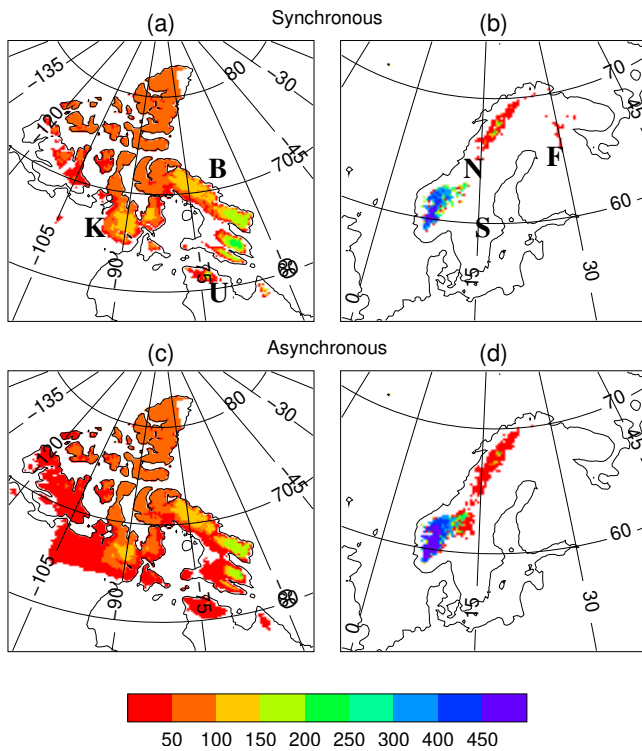 Synchronous
(a) (b)
-135 80 -30 70 45
-120
B 70 N F
K S 60
-105 -90 75 60 U 0 15 30
Asynchronous
(c) (d)
-135 80 -30 70 45
-120
70 60
-105 -90 75 60 0 15 30
50 100 150 200 250 300 400 450